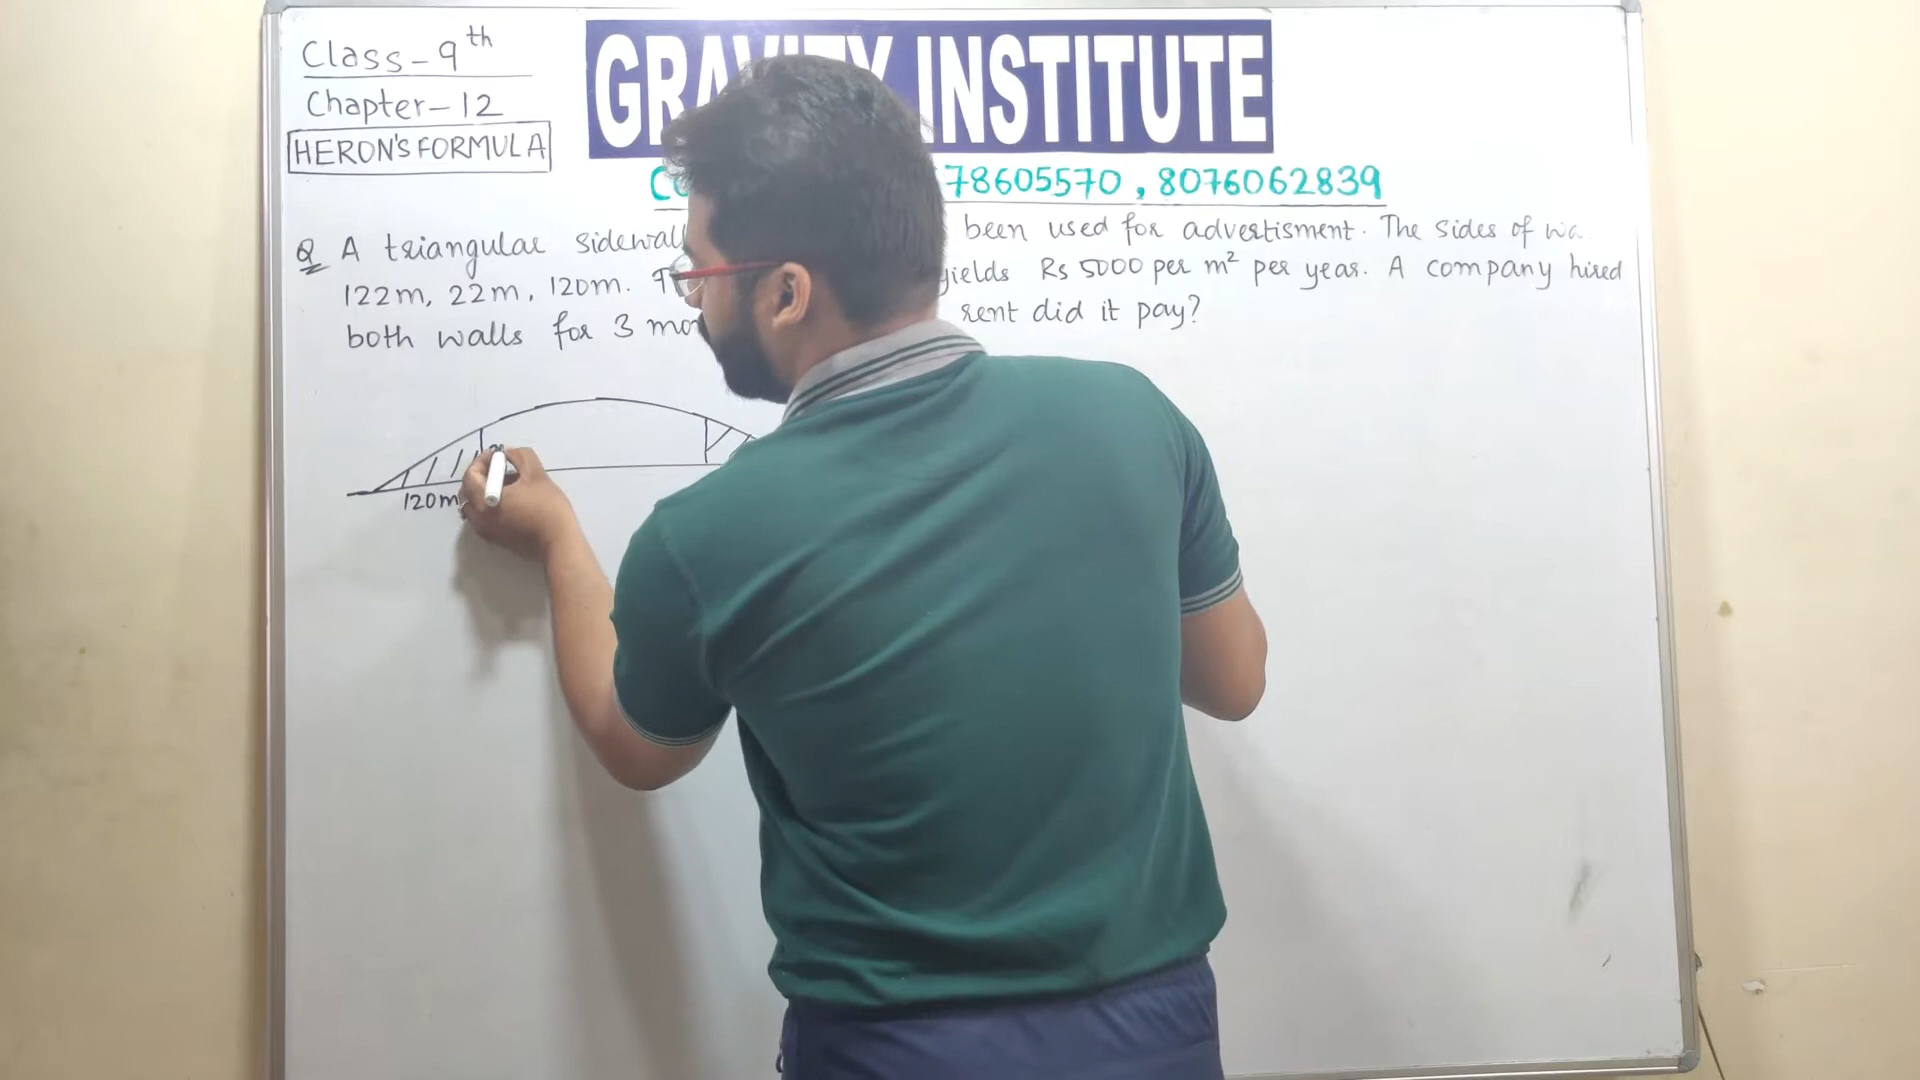 Class-9th
Chapter-12
HERON'S FORMULA
GRAVITY INSTITUTE
78605570, 8076062839
Q A triangular sidewall been used for advertisment. The sides of
122m, 22m, 120m. yields Rs 5000 per m² per year. A company hired
both walls for 3 rent did it pay?
120m